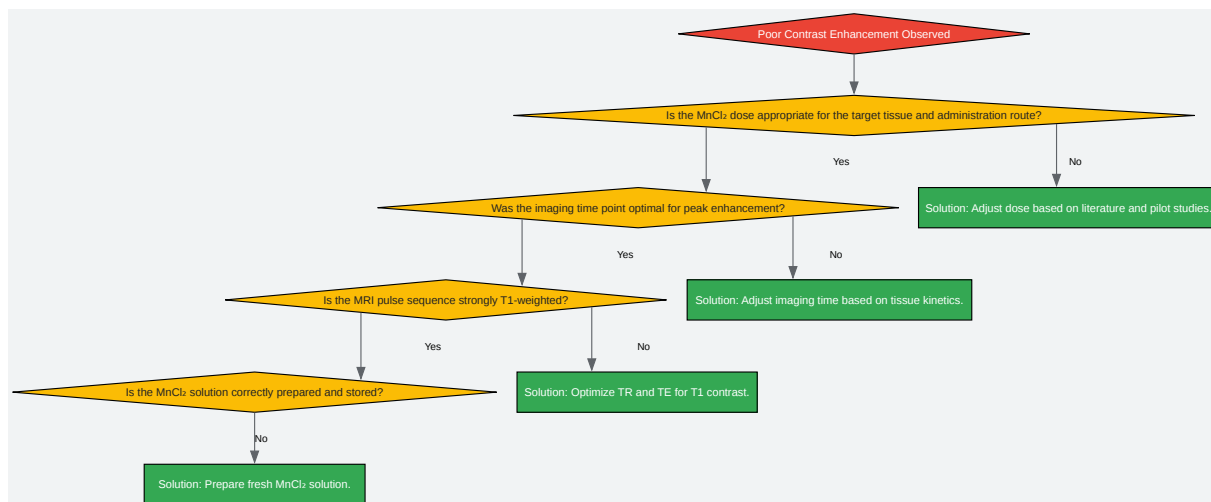 Poor Contrast Enhancement Observed
Is the MnCl₂ dose appropriate for the target tissue and administration route?
Yes
No
Was the imaging time point optimal for peak enhancement?
Solution: Adjust dose based on literature and pilot studies.
Yes
No
Is the MRI pulse sequence strongly T1-weighted?
Solution: Adjust imaging time based on tissue kinetics.
Yes
No
Is the MnCl₂ solution correctly prepared and stored?
Solution: Optimize TR and TE for T1 contrast.
No
Solution: Prepare fresh MnCl₂ solution.